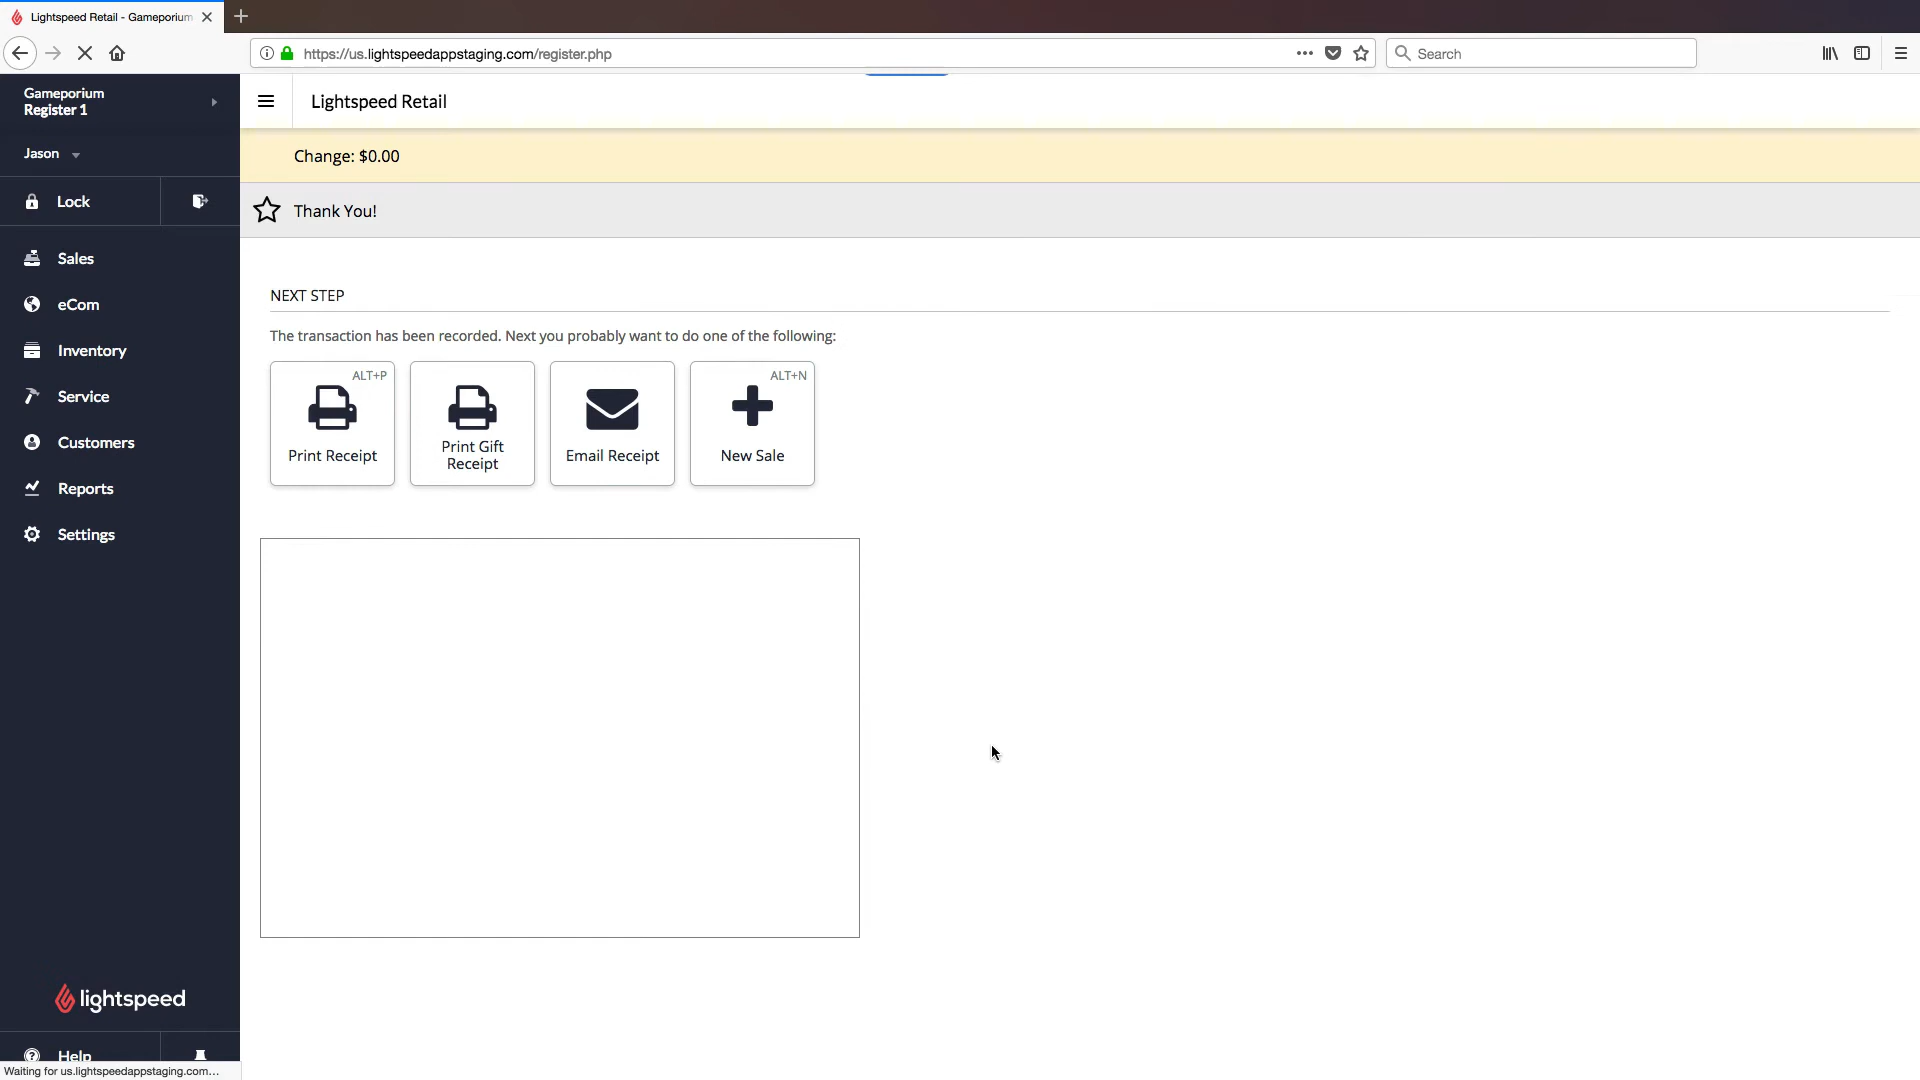 Lightspeed Retail - Gameporium
https://us.lightspeedappstaging.com/register.php
Search
Gameporium
Register 1
Jason
Lock
Sales
eCom
Inventory
Service
Customers
Reports
Settings
lightspeed
Help
Waiting for us.lightspeedappstaging.com...
Lightspeed Retail
Change: $0.00
Thank You!
NEXT STEP
The transaction has been recorded. Next you probably want to do one of the following:
ALT+P
Print Receipt
Print Gift
Receipt
Email Receipt
ALT+N
New Sale